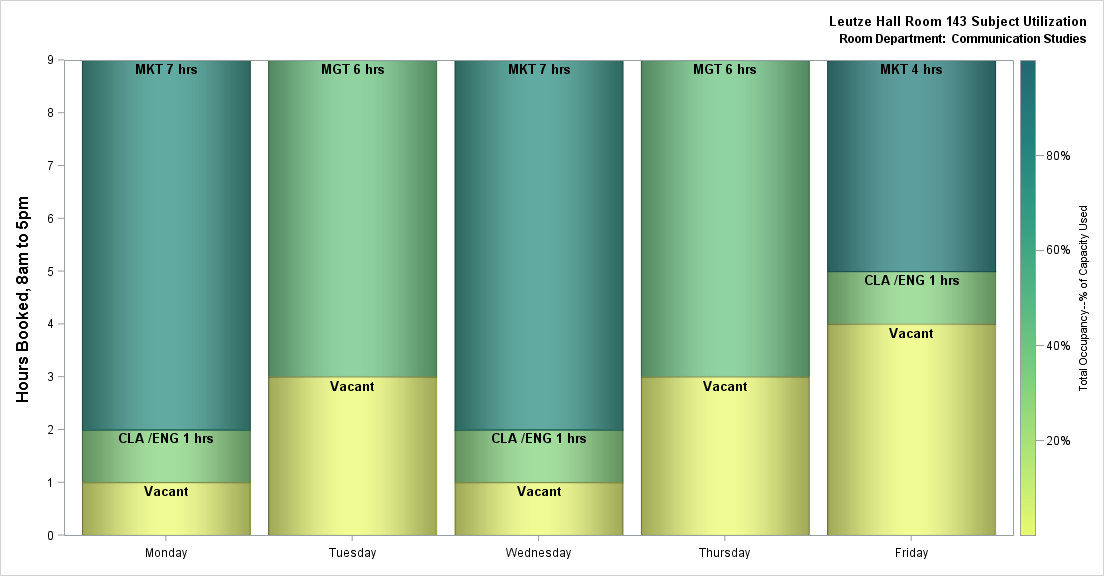 Leutze Hall Room 143 Subject Utilization
Room Department: Communication Studies
Hours Booked, 8am to 5pm
9
8
7
6
5
4
3
2
1
0
MKT 7 hrs
CLA /ENG 1 hrs
Vacant
MGT 6 hrs
Vacant
MKT 7 hrs
CLA /ENG 1 hrs
Vacant
MGT 6 hrs
Vacant
MKT 4 hrs
CLA /ENG 1 hrs
Vacant
Monday
Tuesday
Wednesday
Thursday
Friday
80%
60%
40%
20%
Total Occupancy--% of Capacity Used